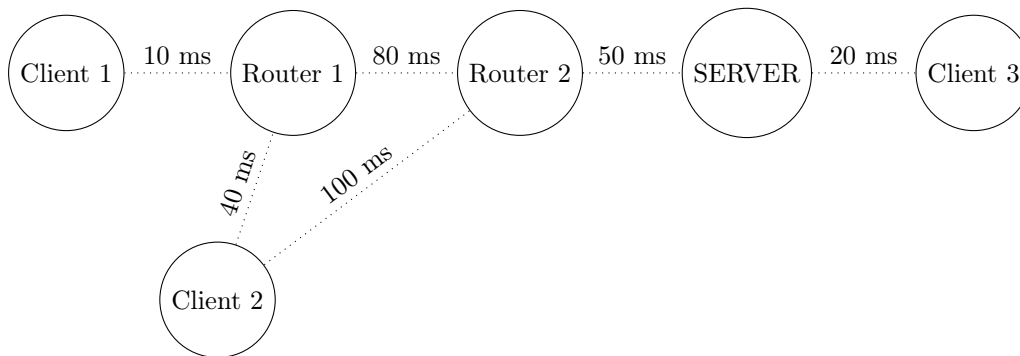 Client 1
10 ms
Router 1
80 ms
Router 2
50 ms
SERVER
20 ms
Client 3
40 ms
100 ms
Client 2